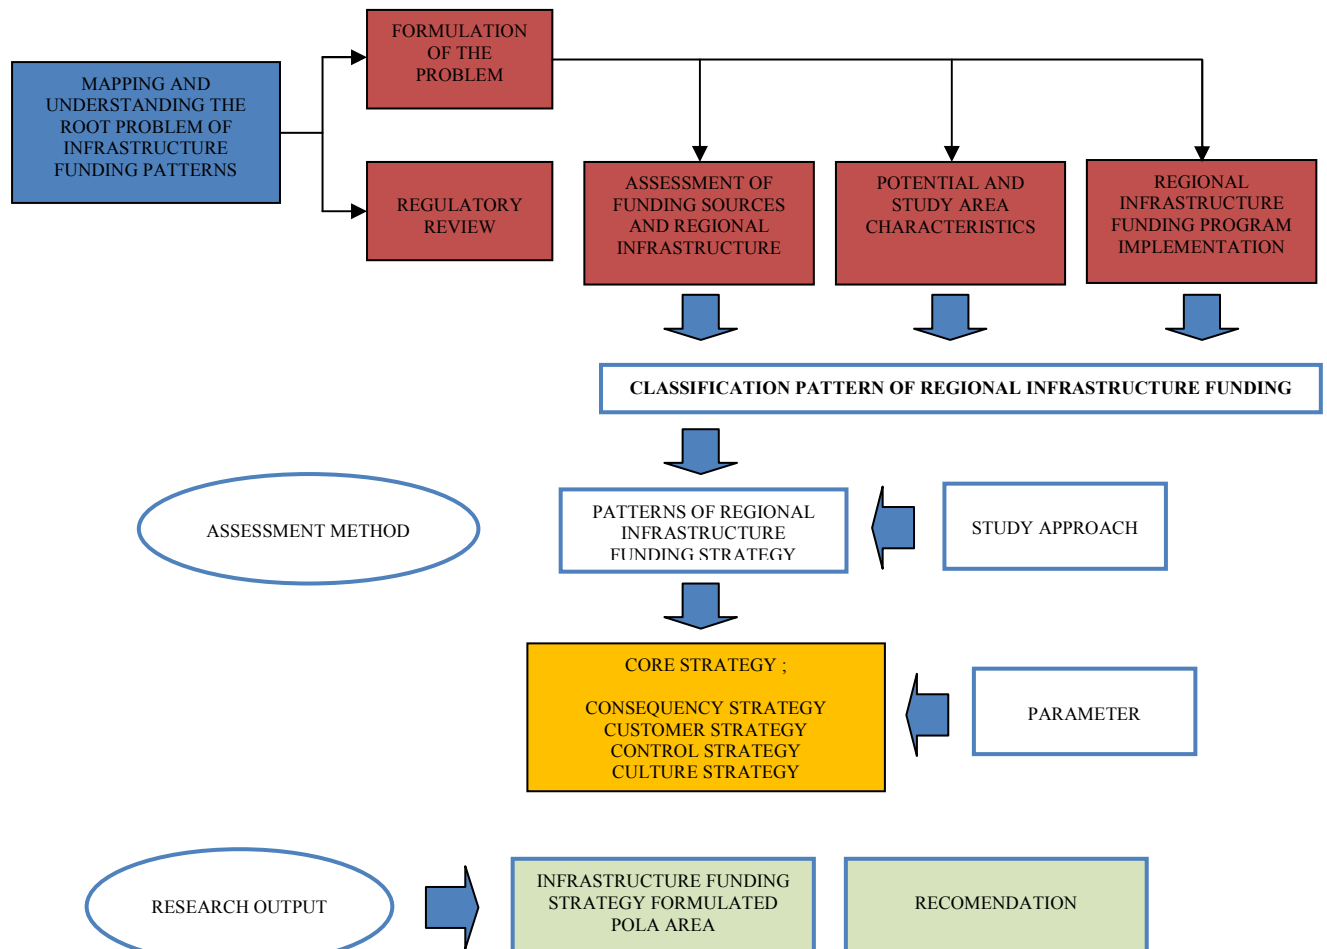 MAPPING AND
UNDERSTANDING THE
ROOT PROBLEM OF
INFRASTRUCTURE
FUNDING PATTERNS
FORMULATION
OF THE
PROBLEM
REGULATORY
REVIEW
ASSESSMENT OF
FUNDING SOURCES
AND REGIONAL
INFRASTRUCTURE
POTENTIAL AND
STUDY AREA
CHARACTERISTICS
REGIONAL
INFRASTRUCTURE
FUNDING PROGRAM
IMPLEMENTATION
CLASSIFICATION PATTERN OF REGIONAL INFRASTRUCTURE FUNDING
ASSESSMENT METHOD
PATTERNS OF REGIONAL
INFRASTRUCTURE
FUNDING STRATEGY
STUDY APPROACH
CORE STRATEGY ;
CONSEQUENCY STRATEGY
CUSTOMER STRATEGY
CONTROL STRATEGY
CULTURE STRATEGY
PARAMETER
RESEARCH OUTPUT
INFRASTRUCTURE FUNDING
STRATEGY FORMULATED
POLA AREA
RECOMENDATION